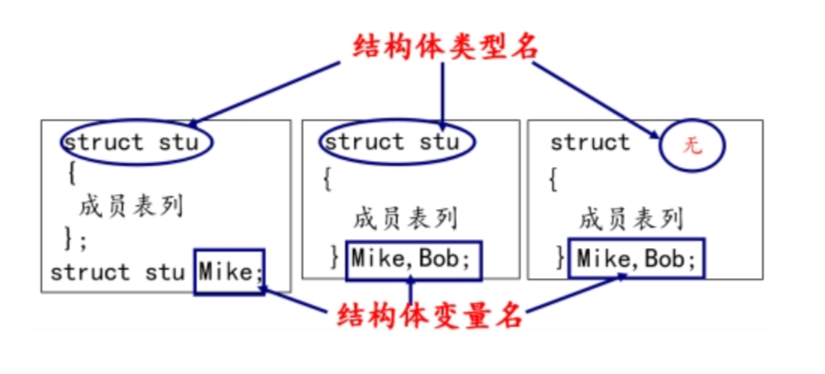 结构体类型名
struct stu
{
成员表列
};
struct stu Mike;
struct stu
{
成员表列
} Mike,Bob;
struct 无
{
成员表列
} Mike,Bob;
结构体变量名